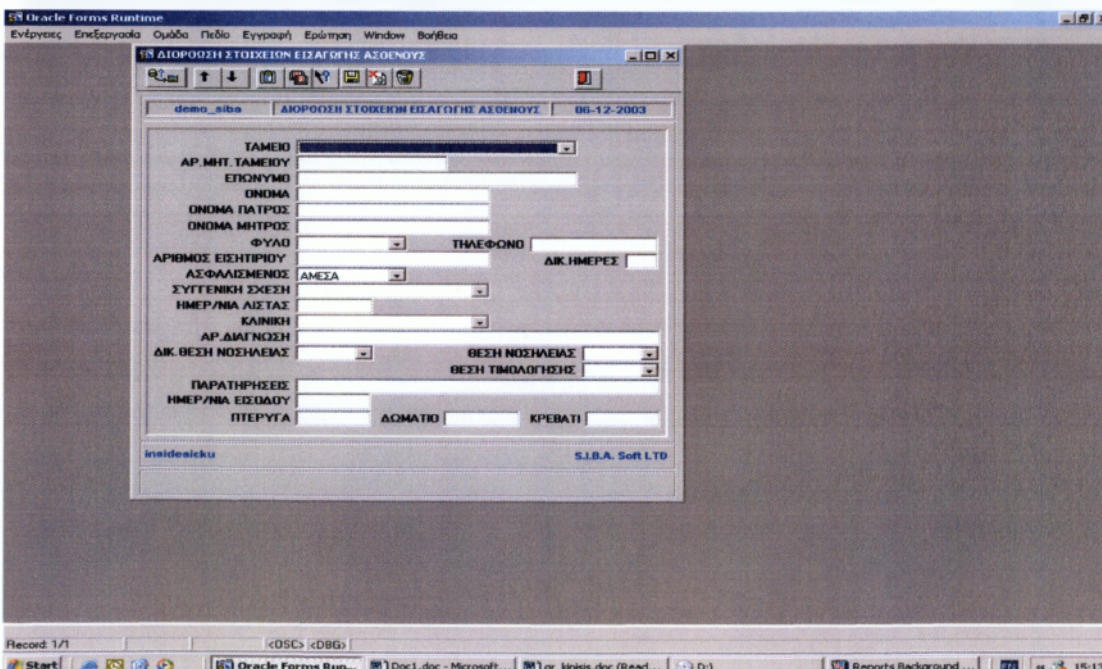 Oracle Forms Runtime
Ενέργειες Επεξεργασία Ομάδα Πεδίο Εγγραφή Ερώτηση Window Βοήθεια
ΔΙΟΡΘΩΣΗ ΣΤΟΙΧΕΙΩΝ ΕΙΣΑΓΩΓΗΣ ΑΣΘΕΝΟΥΣ
demo_siba ΔΙΟΡΘΩΣΗ ΣΤΟΙΧΕΙΩΝ ΕΙΣΑΓΩΓΗΣ ΑΣΘΕΝΟΥΣ 06-12-2003
ΤΑΜΕΙΟ
ΑΡ.ΜΗΤ.ΤΑΜΕΙΟΥ
ΕΠΩΝΥΜΟ
ΟΝΟΜΑ
ΟΝΟΜΑ ΠΑΤΡΟΣ
ΟΝΟΜΑ ΜΗΤΡΟΣ
ΦΥΛΟ ΤΗΛΕΦΩΝΟ
ΑΡΙΘΜΟΣ ΕΙΣΗΤΙΡΙΟΥ ΔΙΚ.ΗΜΕΡΕΣ
ΑΣΦΑΛΙΣΜΕΝΟΣ ΑΜΕΣΑ
ΣΥΓΓΕΝΙΚΗ ΣΧΕΣΗ
ΗΜΕΡ/ΝΙΑ ΛΙΣΤΑΣ
ΚΛΙΝΙΚΗ
ΑΡ.ΔΙΑΓΝΩΣΗ
ΔΙΚ.ΘΕΣΗ ΝΟΣΗΛΕΙΑΣ ΘΕΣΗ ΝΟΣΗΛΕΙΑΣ
ΘΕΣΗ ΤΙΜΟΛΟΓΗΣΗΣ
ΠΑΡΑΤΗΡΗΣΕΙΣ
ΗΜΕΡ/ΝΙΑ ΕΙΣΟΔΟΥ
ΠΤΕΡΥΓΑ ΔΩΜΑΤΙΟ ΚΡΕΒΑΤΙ
insidesicku S.I.B.A. Soft LTD
Record: 1/1 <OSC> <DBG>
Start Oracle Forms Run... Doc1.doc - Microsoft... or_kinisis.doc (Read... D:\ Reports Background ...